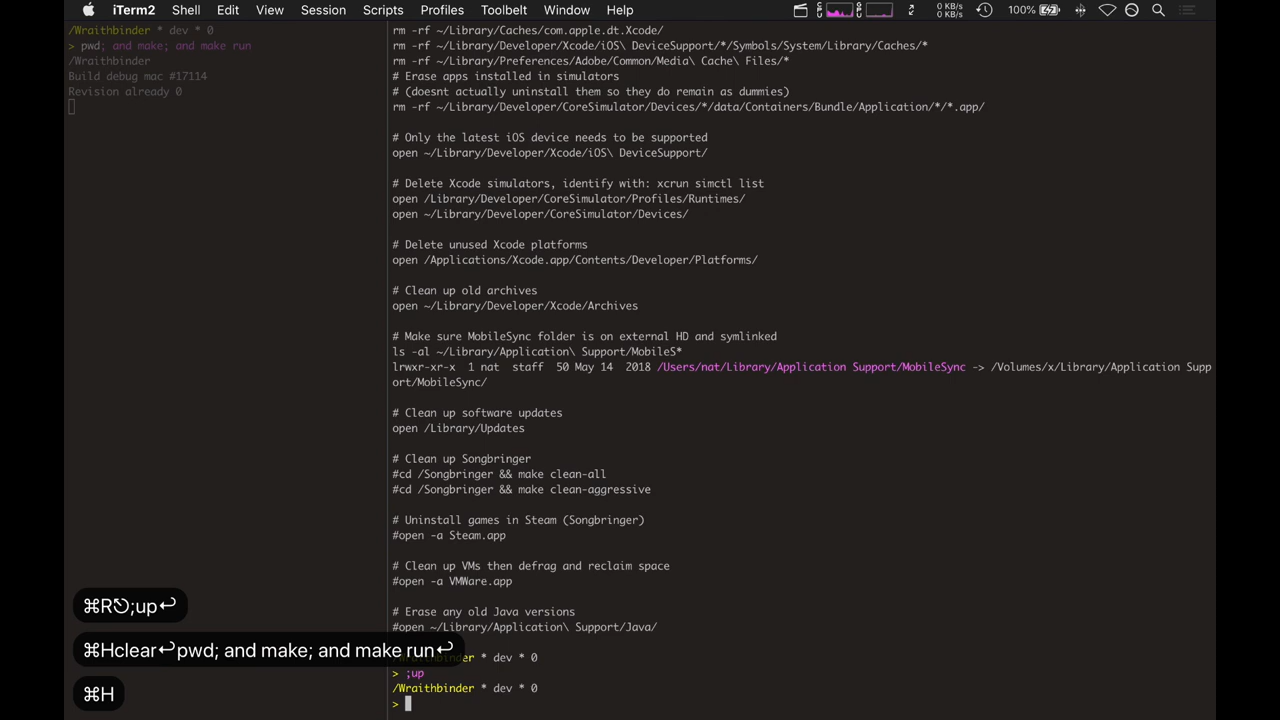 iTerm2 Shell Edit View Session Scripts Profiles Toolbelt Window Help 0 KB/s 0 KB/s 100%
/Wraithbinder * dev * 0
> pwd; and make; and make run
/Wraithbinder
Build debug mac #17114
Revision already 0
rm -rf ~/Library/Caches/com.apple.dt.Xcode/
rm -rf ~/Library/Developer/Xcode/iOS\ DeviceSupport/*/Symbols/System/Library/Caches/*
rm -rf ~/Library/Preferences/Adobe/Common/Media\ Cache\ Files/*
# Erase apps installed in simulators
# (doesnt actually uninstall them so they do remain as dummies)
rm -rf ~/Library/Developer/CoreSimulator/Devices/*/data/Containers/Bundle/Application/*/*.app/
# Only the latest iOS device needs to be supported
open ~/Library/Developer/Xcode/iOS\ DeviceSupport/
# Delete Xcode simulators, identify with: xcrun simctl list
open /Library/Developer/CoreSimulator/Profiles/Runtimes/
open ~/Library/Developer/CoreSimulator/Devices/
# Delete unused Xcode platforms
open /Applications/Xcode.app/Contents/Developer/Platforms/
# Clean up old archives
open ~/Library/Developer/Xcode/Archives
# Make sure MobileSync folder is on external HD and symlinked
ls -al ~/Library/Application\ Support/MobileS*
lrwxr-xr-x 1 nat staff 50 May 14 2018 /Users/nat/Library/Application Support/MobileSync -> /Volumes/x/Library/Application Supp
ort/MobileSync/
# Clean up software updates
open /Library/Updates
# Clean up Songbringer
#cd /Songbringer && make clean-all
#cd /Songbringer && make clean-aggressive
# Uninstall games in Steam (Songbringer)
#open -a Steam.app
# Clean up VMs then defrag and reclaim space
#open -a VMWare.app
# Erase any old Java versions
#open ~/Library/Application\ Support/Java/
/Wraithbinder * dev * 0
> ;up
/Wraithbinder * dev * 0
>
⌘R⎋;up↩
⌘Hclear↩pwd; and make; and make run↩
⌘H